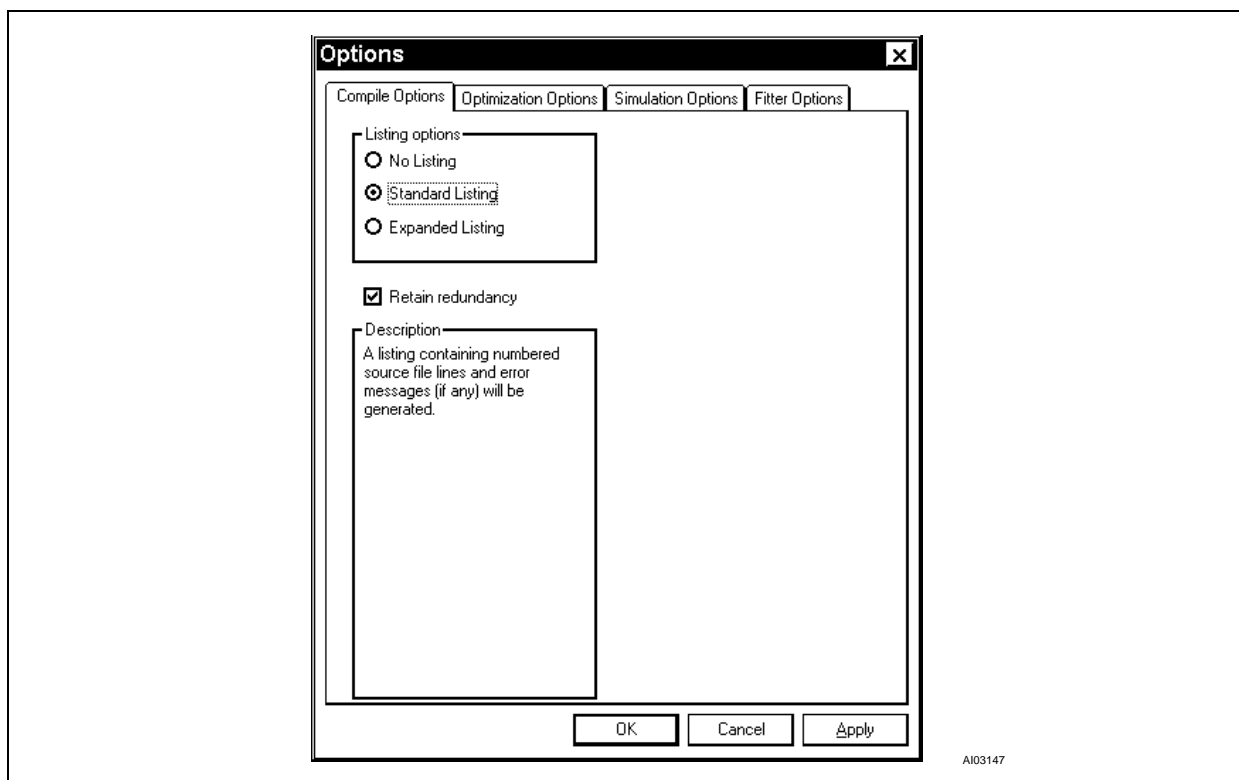 Options
Compile Options
Optimization Options
Simulation Options
Fitter Options
Listing options
No Listing
Standard Listing
Expanded Listing
Retain redundancy
Description
A listing containing numbered
source file lines and error
messages (if any) will be
generated.
OK
Cancel
Apply
AI03147